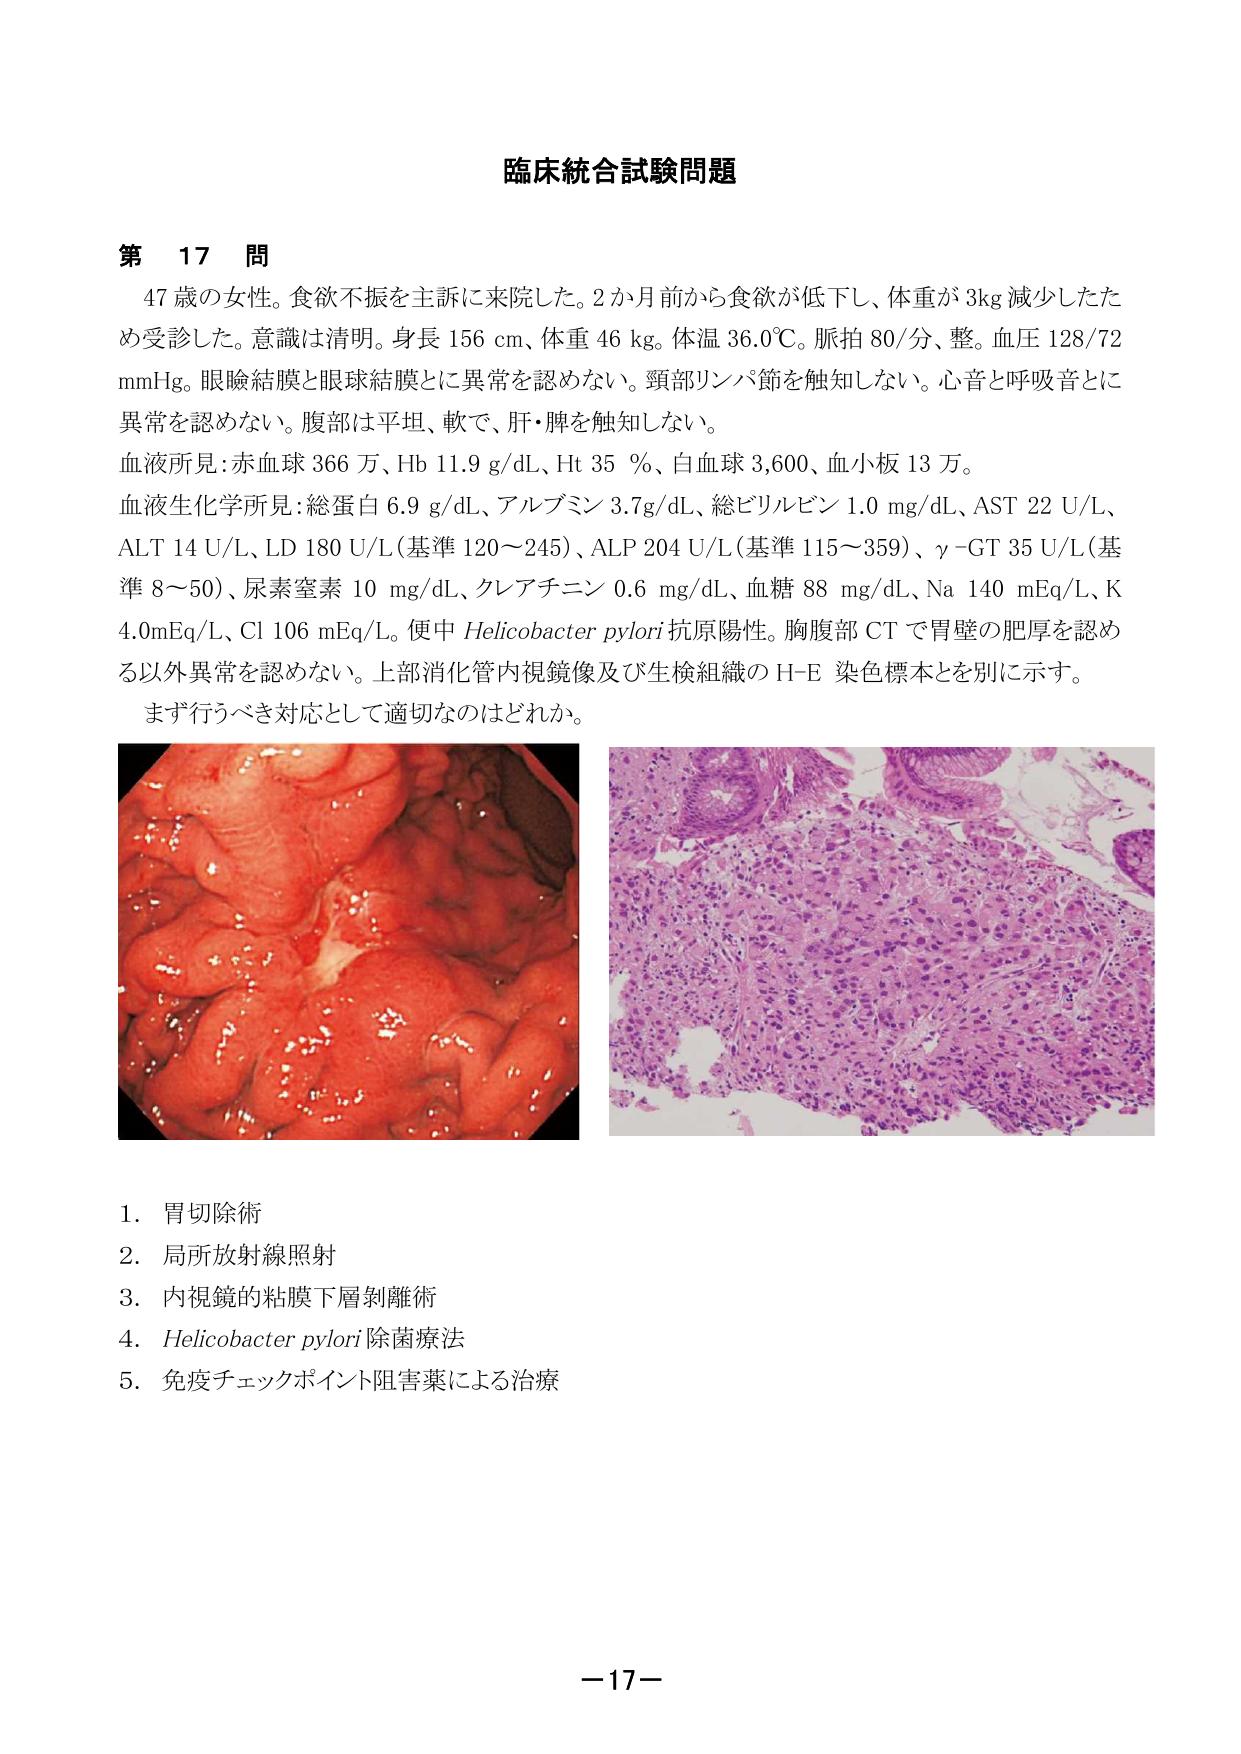 臨床統合試験問題
第 17 問
47 歳の女性。食欲不振を主訴に来院した。2 か月前から食欲が低下し、体重が 3kg 減少したた
め受診した。意識は清明。身長 156 cm、体重 46 kg。体温 36.0℃。脈拍 80/分、整。血圧 128/72
mmHg。眼瞼結膜と眼球結膜とに異常を認めない。頸部リンパ節を触知しない。心音と呼吸音とに
異常を認めない。腹部は平坦、軟で、肝・脾を触知しない。
血液所見：赤血球 366 万、Hb 11.9 g/dL、Ht 35 %、白血球 3,600、血小板 13 万。
血液生化学所見：総蛋白 6.9 g/dL、アルブミン 3.7g/dL、総ビリルビン 1.0 mg/dL、AST 22 U/L、
ALT 14 U/L、LD 180 U/L（基準 120～245）、ALP 204 U/L（基準 115～359）、γ-GT 35 U/L（基
準 8～50）、尿素窒素 10 mg/dL、クレアチニン 0.6 mg/dL、血糖 88 mg/dL、Na 140 mEq/L、K
4.0mEq/L、Cl 106 mEq/L。便中 Helicobacter pylori 抗原陽性。胸腹部 CT で胃壁の肥厚を認め
る以外異常を認めない。上部消化管内視鏡像及び生検組織の H-E 染色標本とを別に示す。
まず行うべき対応として適切なのはどれか。
1. 胃切除術
2. 局所放射線照射
3. 内視鏡的粘膜下層剝離術
4. Helicobacter pylori 除菌療法
5. 免疫チェックポイント阻害薬による治療
－17－